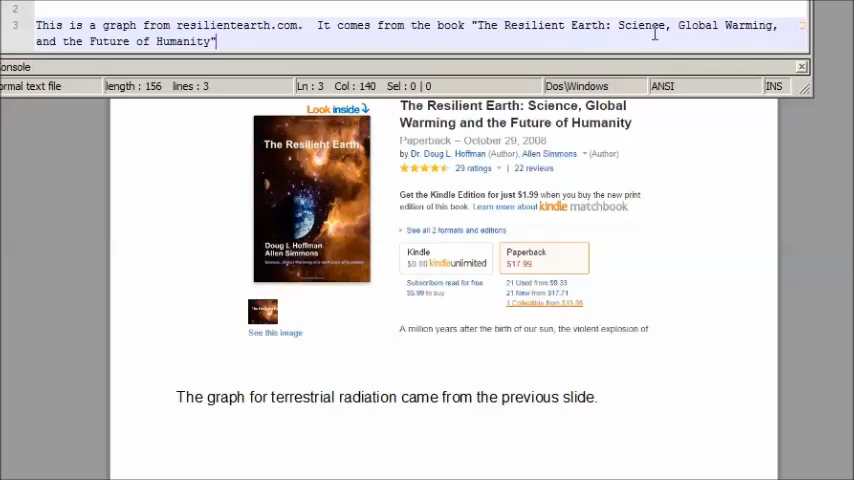 2
3 This is a graph from resilientearth.com. It comes from the book "The Resilient Earth: Science, Global Warming,
and the Future of Humanity"
onsole
ormal text file length : 156 lines : 3 Ln : 3 Col : 140 Sel : 0 | 0 Dos\Windows ANSI INS
Look inside
The Resilient Earth
Doug L Hoffman
Allen Simmons
The Resilient Earth: Science, Global
Warming and the Future of Humanity
Paperback – October 29, 2008
by Dr. Doug L. Hoffman (Author), Allen Simmons (Author)
29 ratings 22 reviews
Get the Kindle Edition for just $1.99 when you buy the new print
edition of this book. Learn more about kindle matchbook
See all 2 formats and editions
Kindle
$0.00 kindleunlimited
Subscribers read for free
$5.99 to buy
Paperback
$17.99
21 Used from $9.33
21 New from $17.71
1 Collectible from
See this image
A million years after the birth of our sun, the violent explosion of
The graph for terrestrial radiation came from the previous slide.